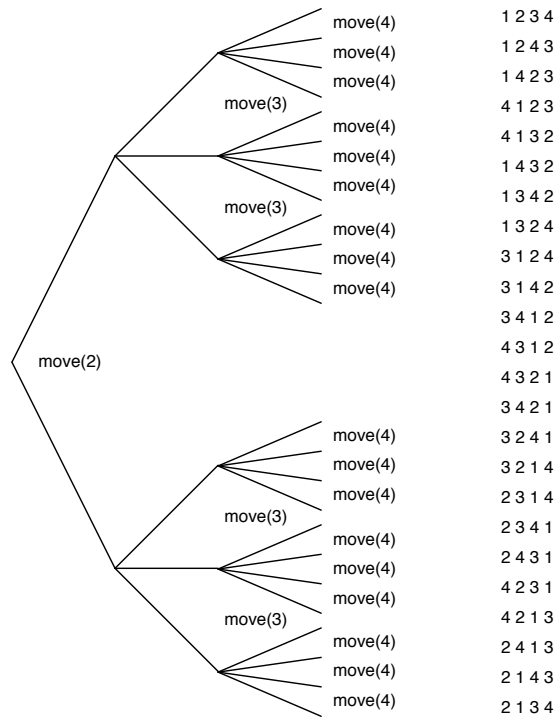 move(4) 1 2 3 4
move(4) 1 2 4 3
move(4) 1 4 2 3
move(3) 4 1 2 3
move(4) 4 1 3 2
move(4) 1 4 3 2
move(4) 1 3 4 2
move(3) 1 3 2 4
move(4) 3 1 2 4
move(4) 3 1 4 2
move(4) 3 4 1 2
move(2) 4 3 1 2
4 3 2 1
3 4 2 1
move(4) 3 2 4 1
move(4) 3 2 1 4
move(4) 2 3 1 4
move(3) 2 3 4 1
move(4) 2 4 3 1
move(4) 4 2 3 1
move(4) 4 2 1 3
move(3) 2 4 1 3
move(4) 2 1 4 3
move(4) 2 1 3 4
move(4)